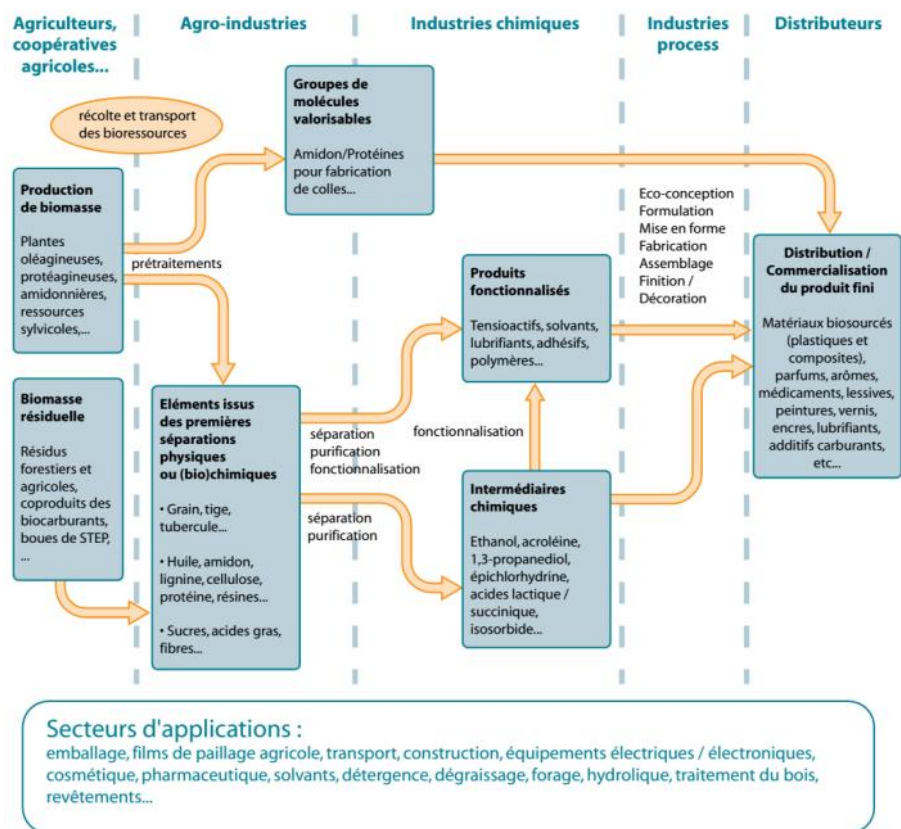 Agriculteurs,
coopératives
agricoles...
Agro-industries
Industries chimiques
Industries
process
Distributeurs
récolte et transport
des bioressources
Groupes de
molécules
valorisables
Amidon/Protéines
pour fabrication
de colles...
Production
de biomasse
Plantes
oléagineuses,
protéagineuses,
amidonnières,
ressources
sylvicoles,...
prétraitements
Eco-conception
Formulation
Mise en forme
Fabrication
Assemblage
Finition /
Décoration
Produits
fonctionnalisés
Tensioactifs, solvants,
lubrifiants, adhésifs,
polymères...
Distribution /
Commercialisation
du produit fini
Matériaux biosourcés
(plastiques et
composites),
parfums, arômes,
médicaments, lessives,
peintures, vernis,
encres, lubrifiants,
additifs carburants,
etc...
Biomasse
résiduelle
Résidus
forestiers et
agricoles,
coproduits des
biocarburants,
boues de STEP,
...
Eléments issus
des premières
séparations
physiques
ou (bio)chimiques
• Grain, tige,
tubercule...
• Huile, amidon,
lignine, cellulose,
protéine, résines...
• Sucres, acides gras,
fibres...
séparation
purification
fonctionnalisation
fonctionnalisation
séparation
purification
Intermédiaires
chimiques
Ethanol, acroléine,
1,3-propanediol,
épichlorhydrine,
acides lactique /
succinique,
isosorbide...
Secteurs d'applications :
emballage, films de paillage agricole, transport, construction, équipements électriques / électroniques,
cosmétique, pharmaceutique, solvants, détergence, dégraissage, forage, hydrolique, traitement du bois,
revêtements...